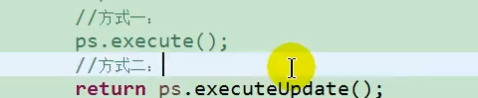 //方式一：
ps.execute();
//方式二：
return ps.executeUpdate();